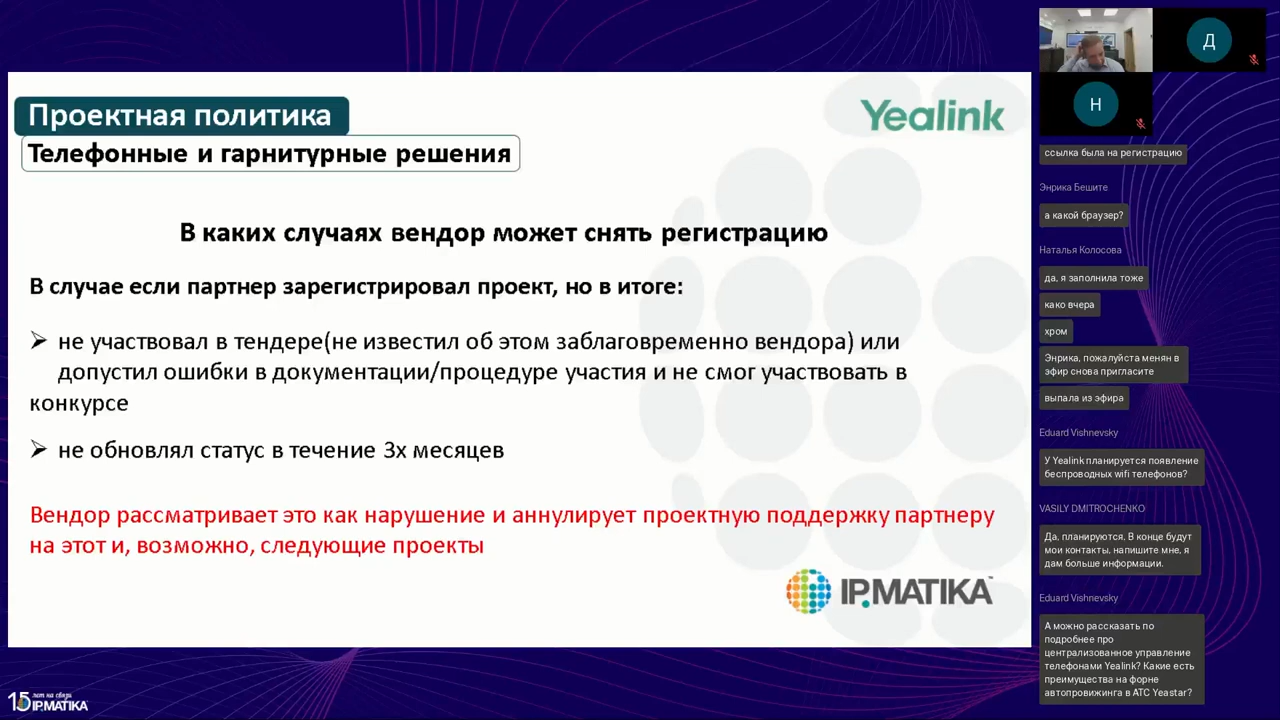 Проектная политика
Yealink
Телефонные и гарнитурные решения
В каких случаях вендор может снять регистрацию
В случае если партнер зарегистрировал проект, но в итоге:
➢ не участвовал в тендере(не известил об этом заблаговременно вендора) или
допустил ошибки в документации/процедуре участия и не смог участвовать в
конкурсе
➢ не обновлял статус в течение 3х месяцев
Вендор рассматривает это как нарушение и аннулирует проектную поддержку партнеру
на этот и, возможно, следующие проекты
IP.MATIKA™
15 лет на связи
IP.MATIKA
Д
Н
ссылка была на регистрацию
Энрика Бешите
а какой браузер?
Наталья Колосова
да, я заполнила тоже
како вчера
хром
Энрика, пожалуйста менян в
эфир снова пригласите
выпала из эфира
Eduard Vishnevsky
У Yealink планируется появление
беспроводных wifi телефонов?
VASILY DMITROCHENKO
Да, планируются, В конце будут
мои контакты, напишите мне, я
дам больше информации.
Eduard Vishnevsky
А можно рассказать по
подробнее про
централизованное управление
телефонами Yealink? Какие есть
преимущества на форне
автопровижинга в АТС Yeastar?